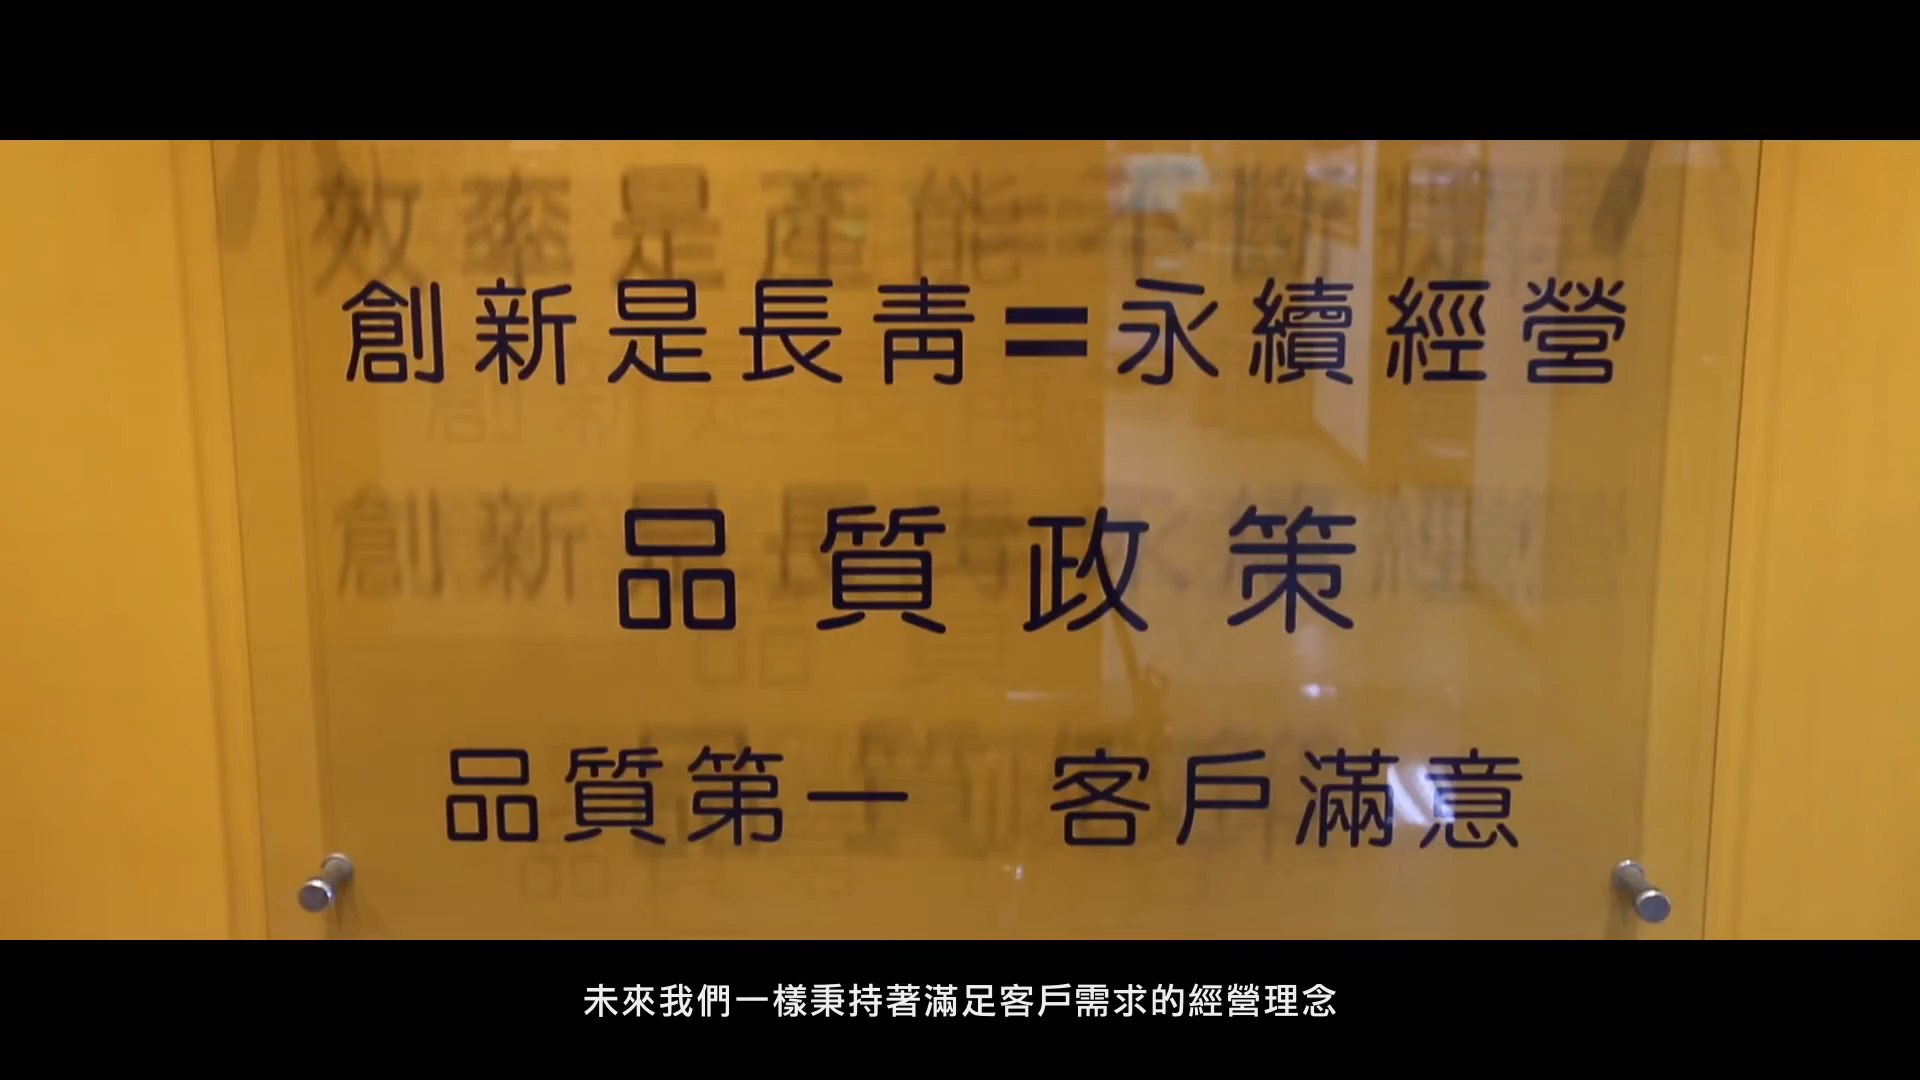 創新是長青=永續經營
品質政策
品質第一 客戶滿意
未來我們一樣秉持著滿足客戶需求的經營理念